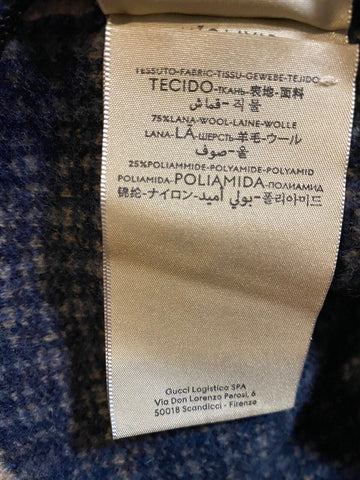 TESSUTO-FABRIC-TISSU-GEWEBE-TEJIDO
TECIDO-ТКАНЬ-表地-面料
قماش-직물
75%LANA-WOOL-LAINE-WOLLE
LANA-LÃ-ШЕРСТЬ-羊毛-ウール
صوف-울
25%POLIAMMIDE-POLYAMIDE-POLYAMID
POLIAMIDA-POLIAMIDA-ПОЛИАМИД
锦纶-ナイロン-بولي أميد-폴리아미드
Gucci Logistica SPA
Via Don Lorenzo Perosi, 6
50018 Scandicci - Firenze